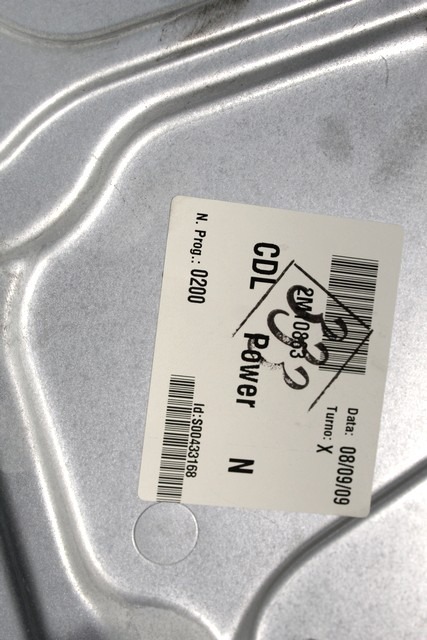 Data: 08/09/09
Turno: X
CDL Power N
N. Prog.: 0200
Id:S00433168